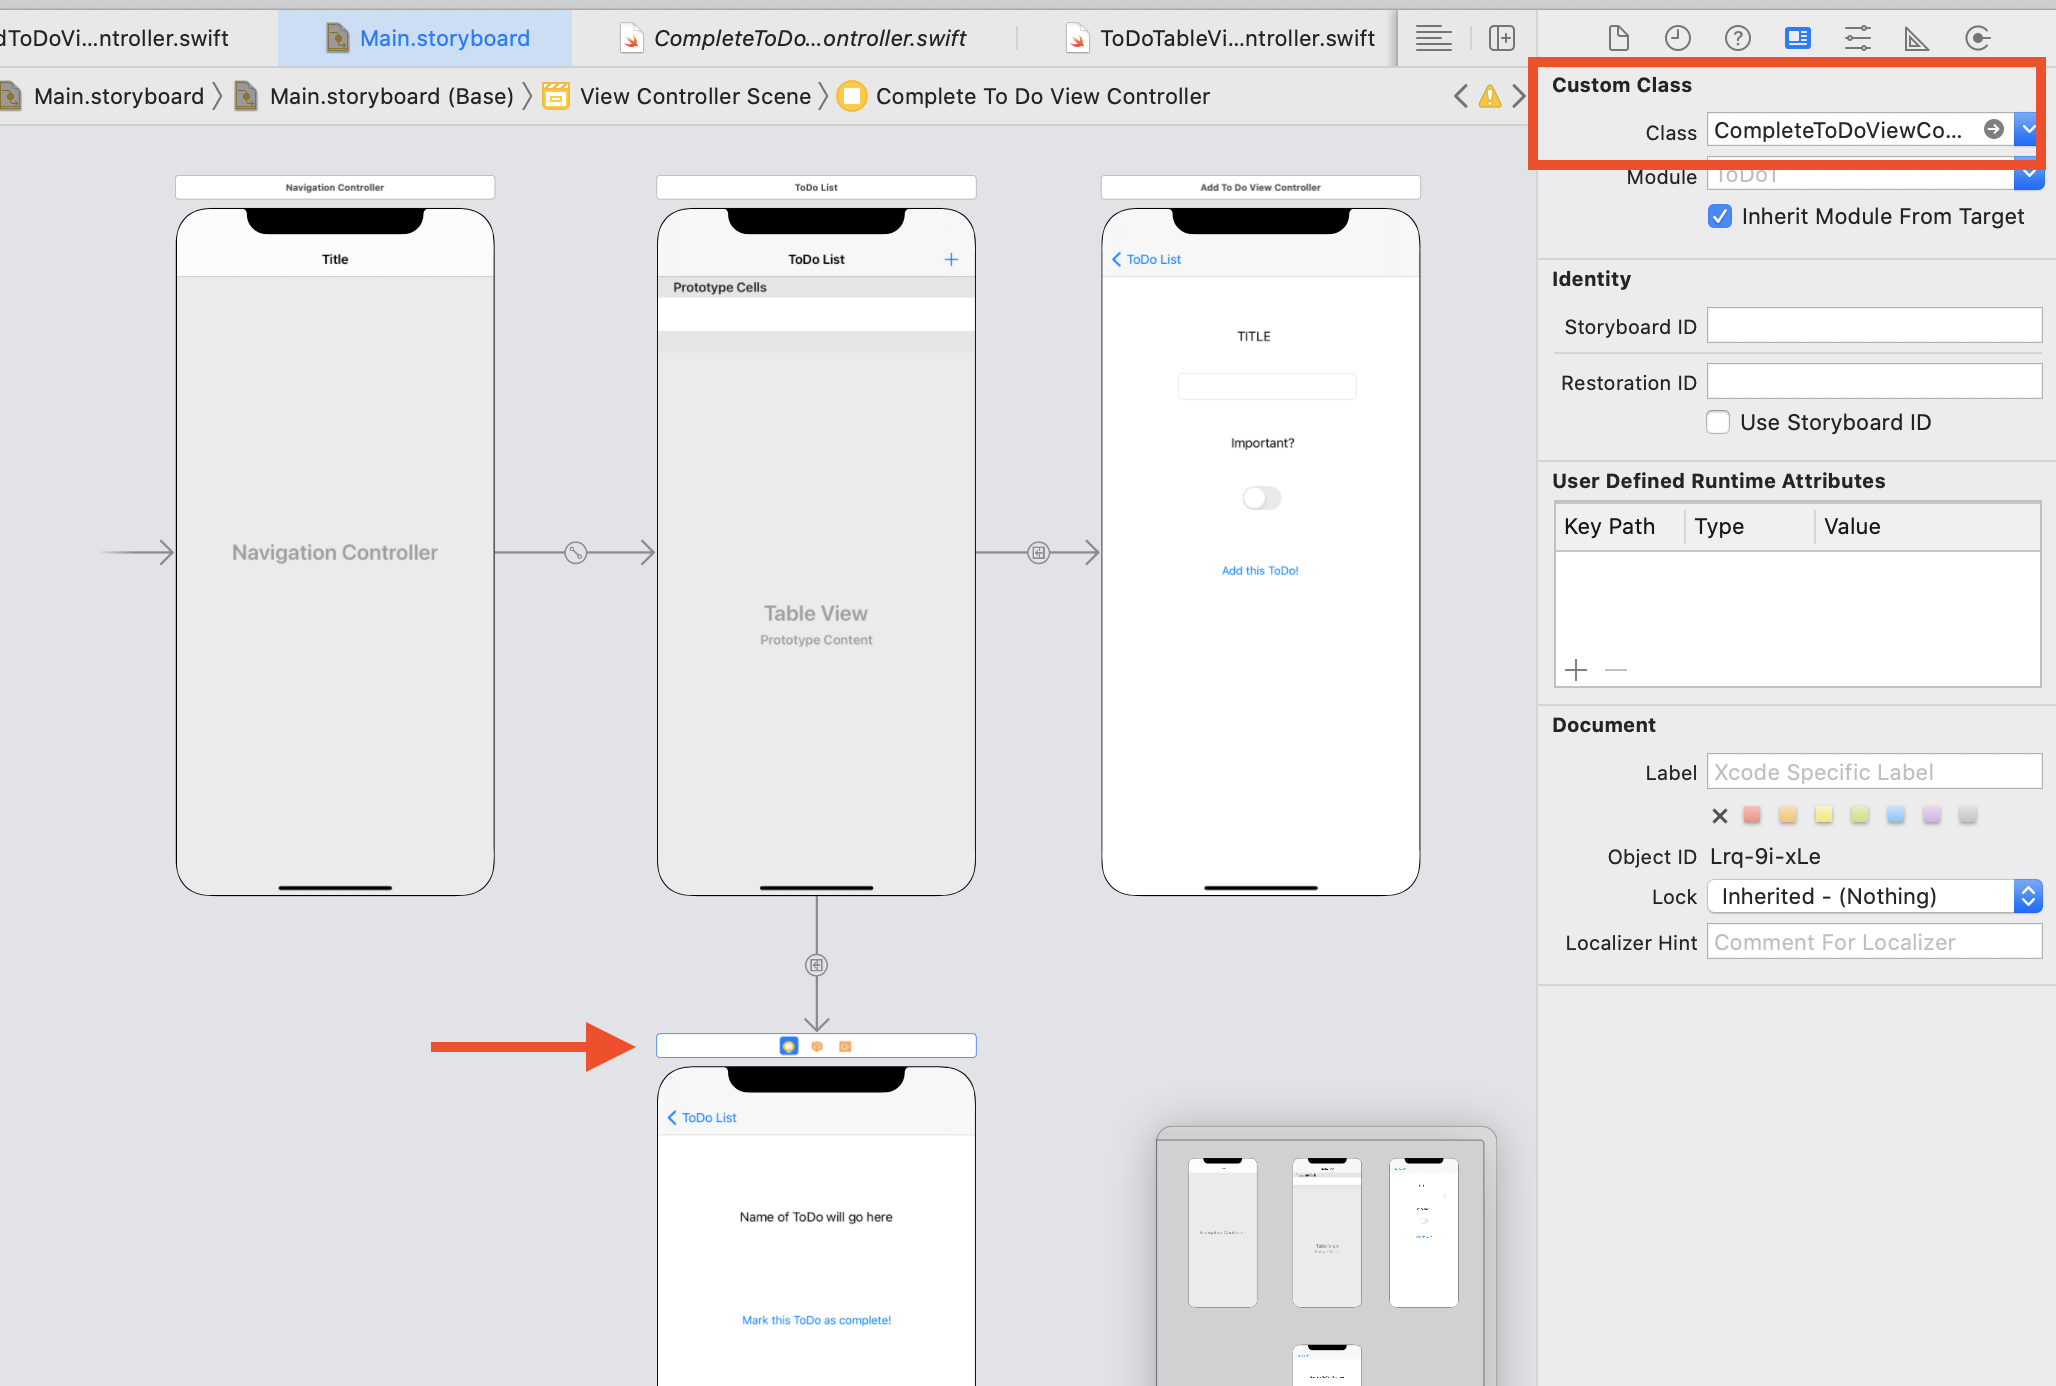 dToDoVi...ntroller.swift
Main.storyboard
CompleteToDo...ontroller.swift
ToDoTableVi...ntroller.swift
Main.storyboard
Main.storyboard (Base)
View Controller Scene
Complete To Do View Controller
Custom Class
Class
CompleteToDoViewCo...
Module
ToDo1
Inherit Module From Target
Identity
Storyboard ID
Restoration ID
Use Storyboard ID
User Defined Runtime Attributes
Key Path
Type
Value
Document
Label
Xcode Specific Label
Object ID
Lrq-9i-xLe
Lock
Inherited - (Nothing)
Localizer Hint
Comment For Localizer
Navigation Controller
Title
Navigation Controller
ToDo List
ToDo List
Prototype Cells
Table View
Prototype Content
Add To Do View Controller
ToDo List
TITLE
Important?
Add this ToDo!
ToDo List
Name of ToDo will go here
Mark this ToDo as complete!